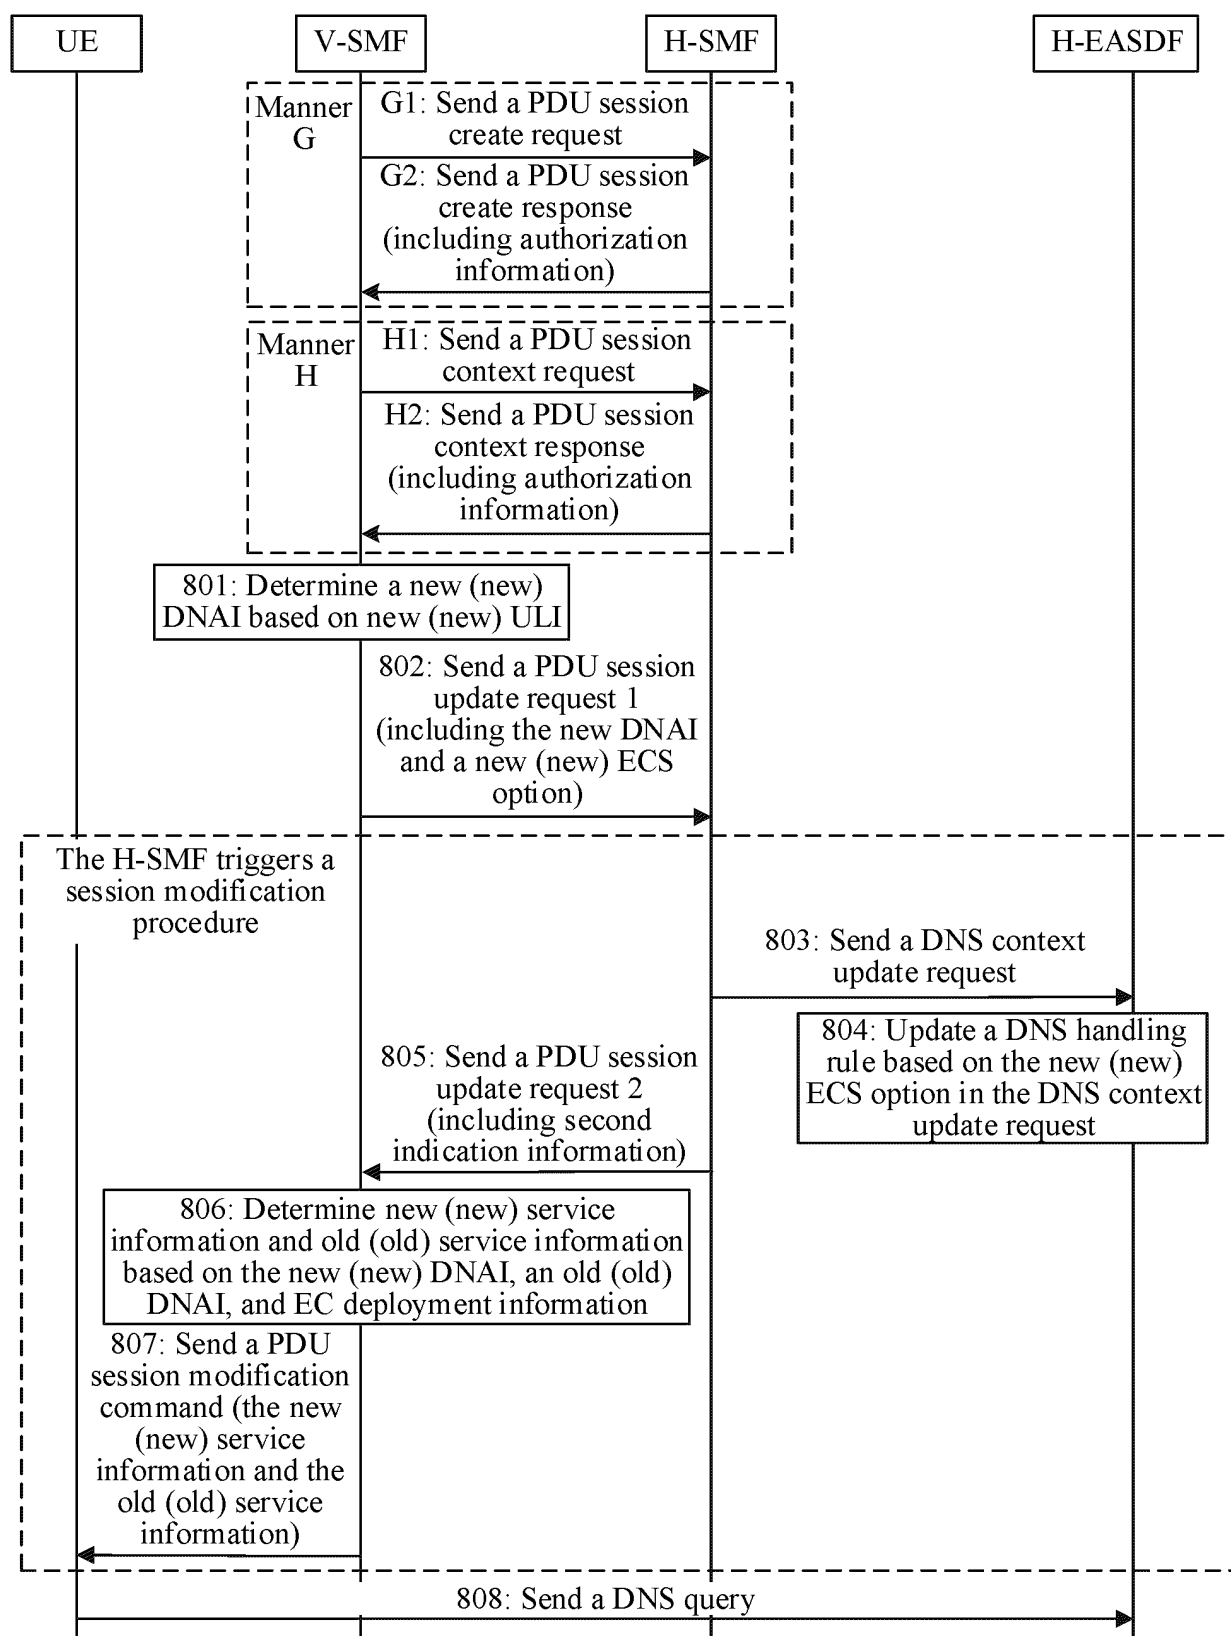 UE
V-SMF
H-SMF
H-EASDF
Manner
G
G1: Send a PDU session
create request
G2: Send a PDU session
create response
(including authorization
information)
Manner
H
H1: Send a PDU session
context request
H2: Send a PDU session
context response
(including authorization
information)
801: Determine a new (new)
DNAI based on new (new) ULI
802: Send a PDU session
update request 1
(including the new DNAI
and a new (new) ECS
option)
The H-SMF triggers a
session modification
procedure
803: Send a DNS context
update request
804: Update a DNS handling
rule based on the new (new)
ECS option in the DNS context
update request
805: Send a PDU session
update request 2
(including second
indication information)
806: Determine new (new) service
information and old (old) service information
based on the new (new) DNAI, an old (old)
DNAI, and EC deployment information
807: Send a PDU
session modification
command (the new
(new) service
information and the
old (old) service
information)
808: Send a DNS query